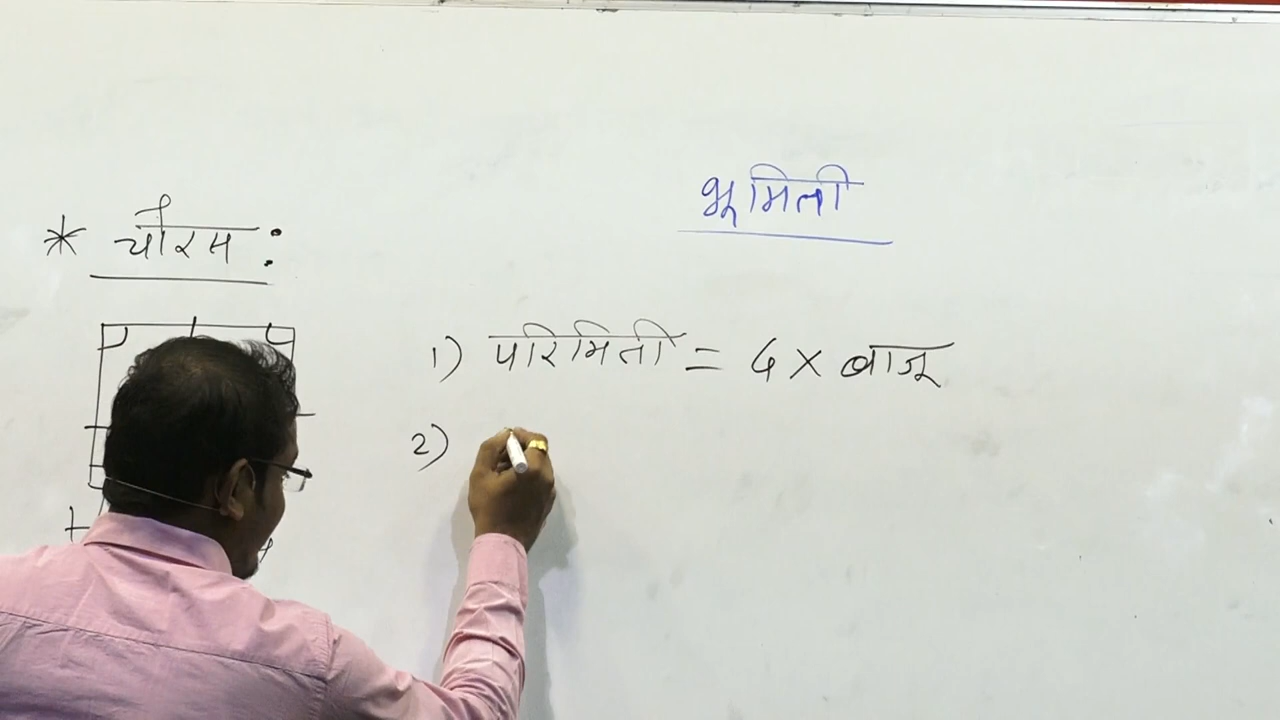 भूमिती
* चौरस :
1) परिमिती = 4 × बाजू
2)